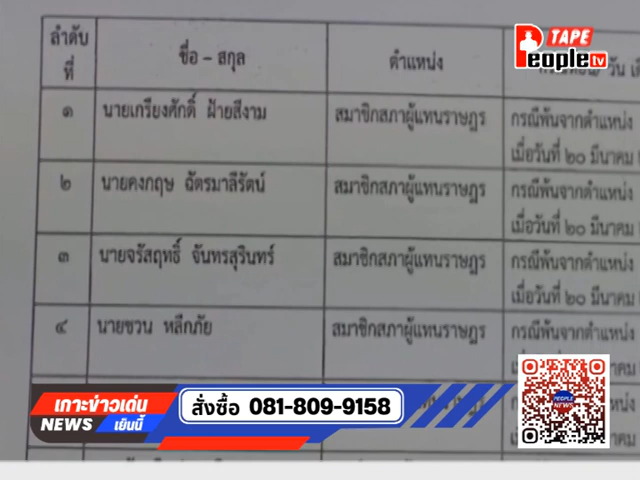 TAPE
People tv
ลำดับ ชื่อ – สกุล ตำแหน่ง วัน
ที่
๑ นายเกรียงศักดิ์ ฝ้ายสีงาม สมาชิกสภาผู้แทนราษฎร กรณีพ้นจากตำแหน่ง
เมื่อวันที่ ๒๐ มีนาคม
๒ นายคงกฤษ ฉัตรมาลีรัตน์ สมาชิกสภาผู้แทนราษฎร กรณีพ้นจากตำแหน่ง
เมื่อวันที่ ๒๐ มีนาคม
๓ นายจรัสฤทธิ์ จันทรสุรินทร์ สมาชิกสภาผู้แทนราษฎร กรณีพ้นจากตำแหน่ง
เมื่อวันที่ ๒๐ มีนาคม
๔ นายชวน หลีกภัย สมาชิกสภาผู้แทนราษฎร กรณีพ้นจากตำแหน่ง
เกาะข่าวเด่น
NEWS เย็นนี้
สั่งซื้อ 081-809-9158
PEOPLE
NEWS